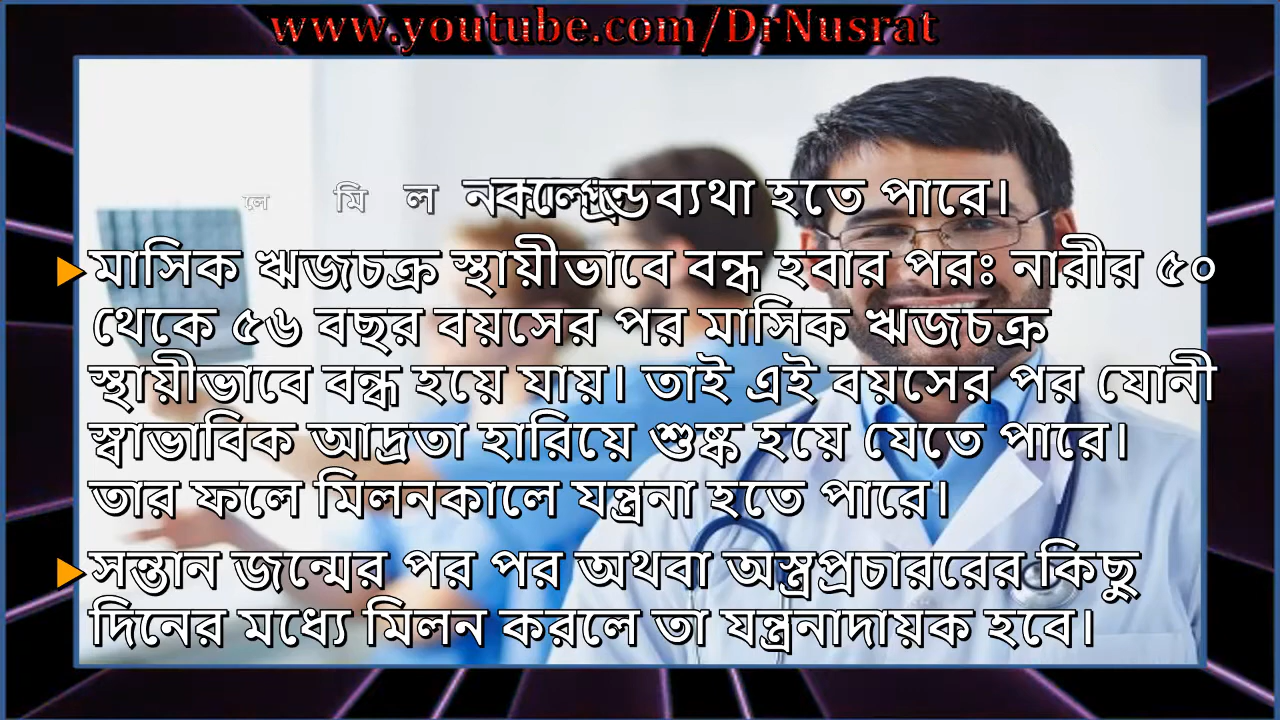 www.youtube.com/DrNusrat
ব্যথা হতে পারে।
মাসিক ঋজচক্র স্থায়ীভাবে বন্ধ হবার পরঃ নারীর ৫০
থেকে ৫৬ বছর বয়সের পর মাসিক ঋজচক্র
স্থায়ীভাবে বন্ধ হয়ে যায়। তাই এই বয়সের পর যোনী
স্বাভাবিক আদ্রতা হারিয়ে শুষ্ক হয়ে যেতে পারে।
তার ফলে মিলনকালে যন্ত্রনা হতে পারে।
সন্তান জন্মের পর পর অথবা অস্ত্রপ্রচাররের কিছু
দিনের মধ্যে মিলন করলে তা যন্ত্রনাদায়ক হবে।